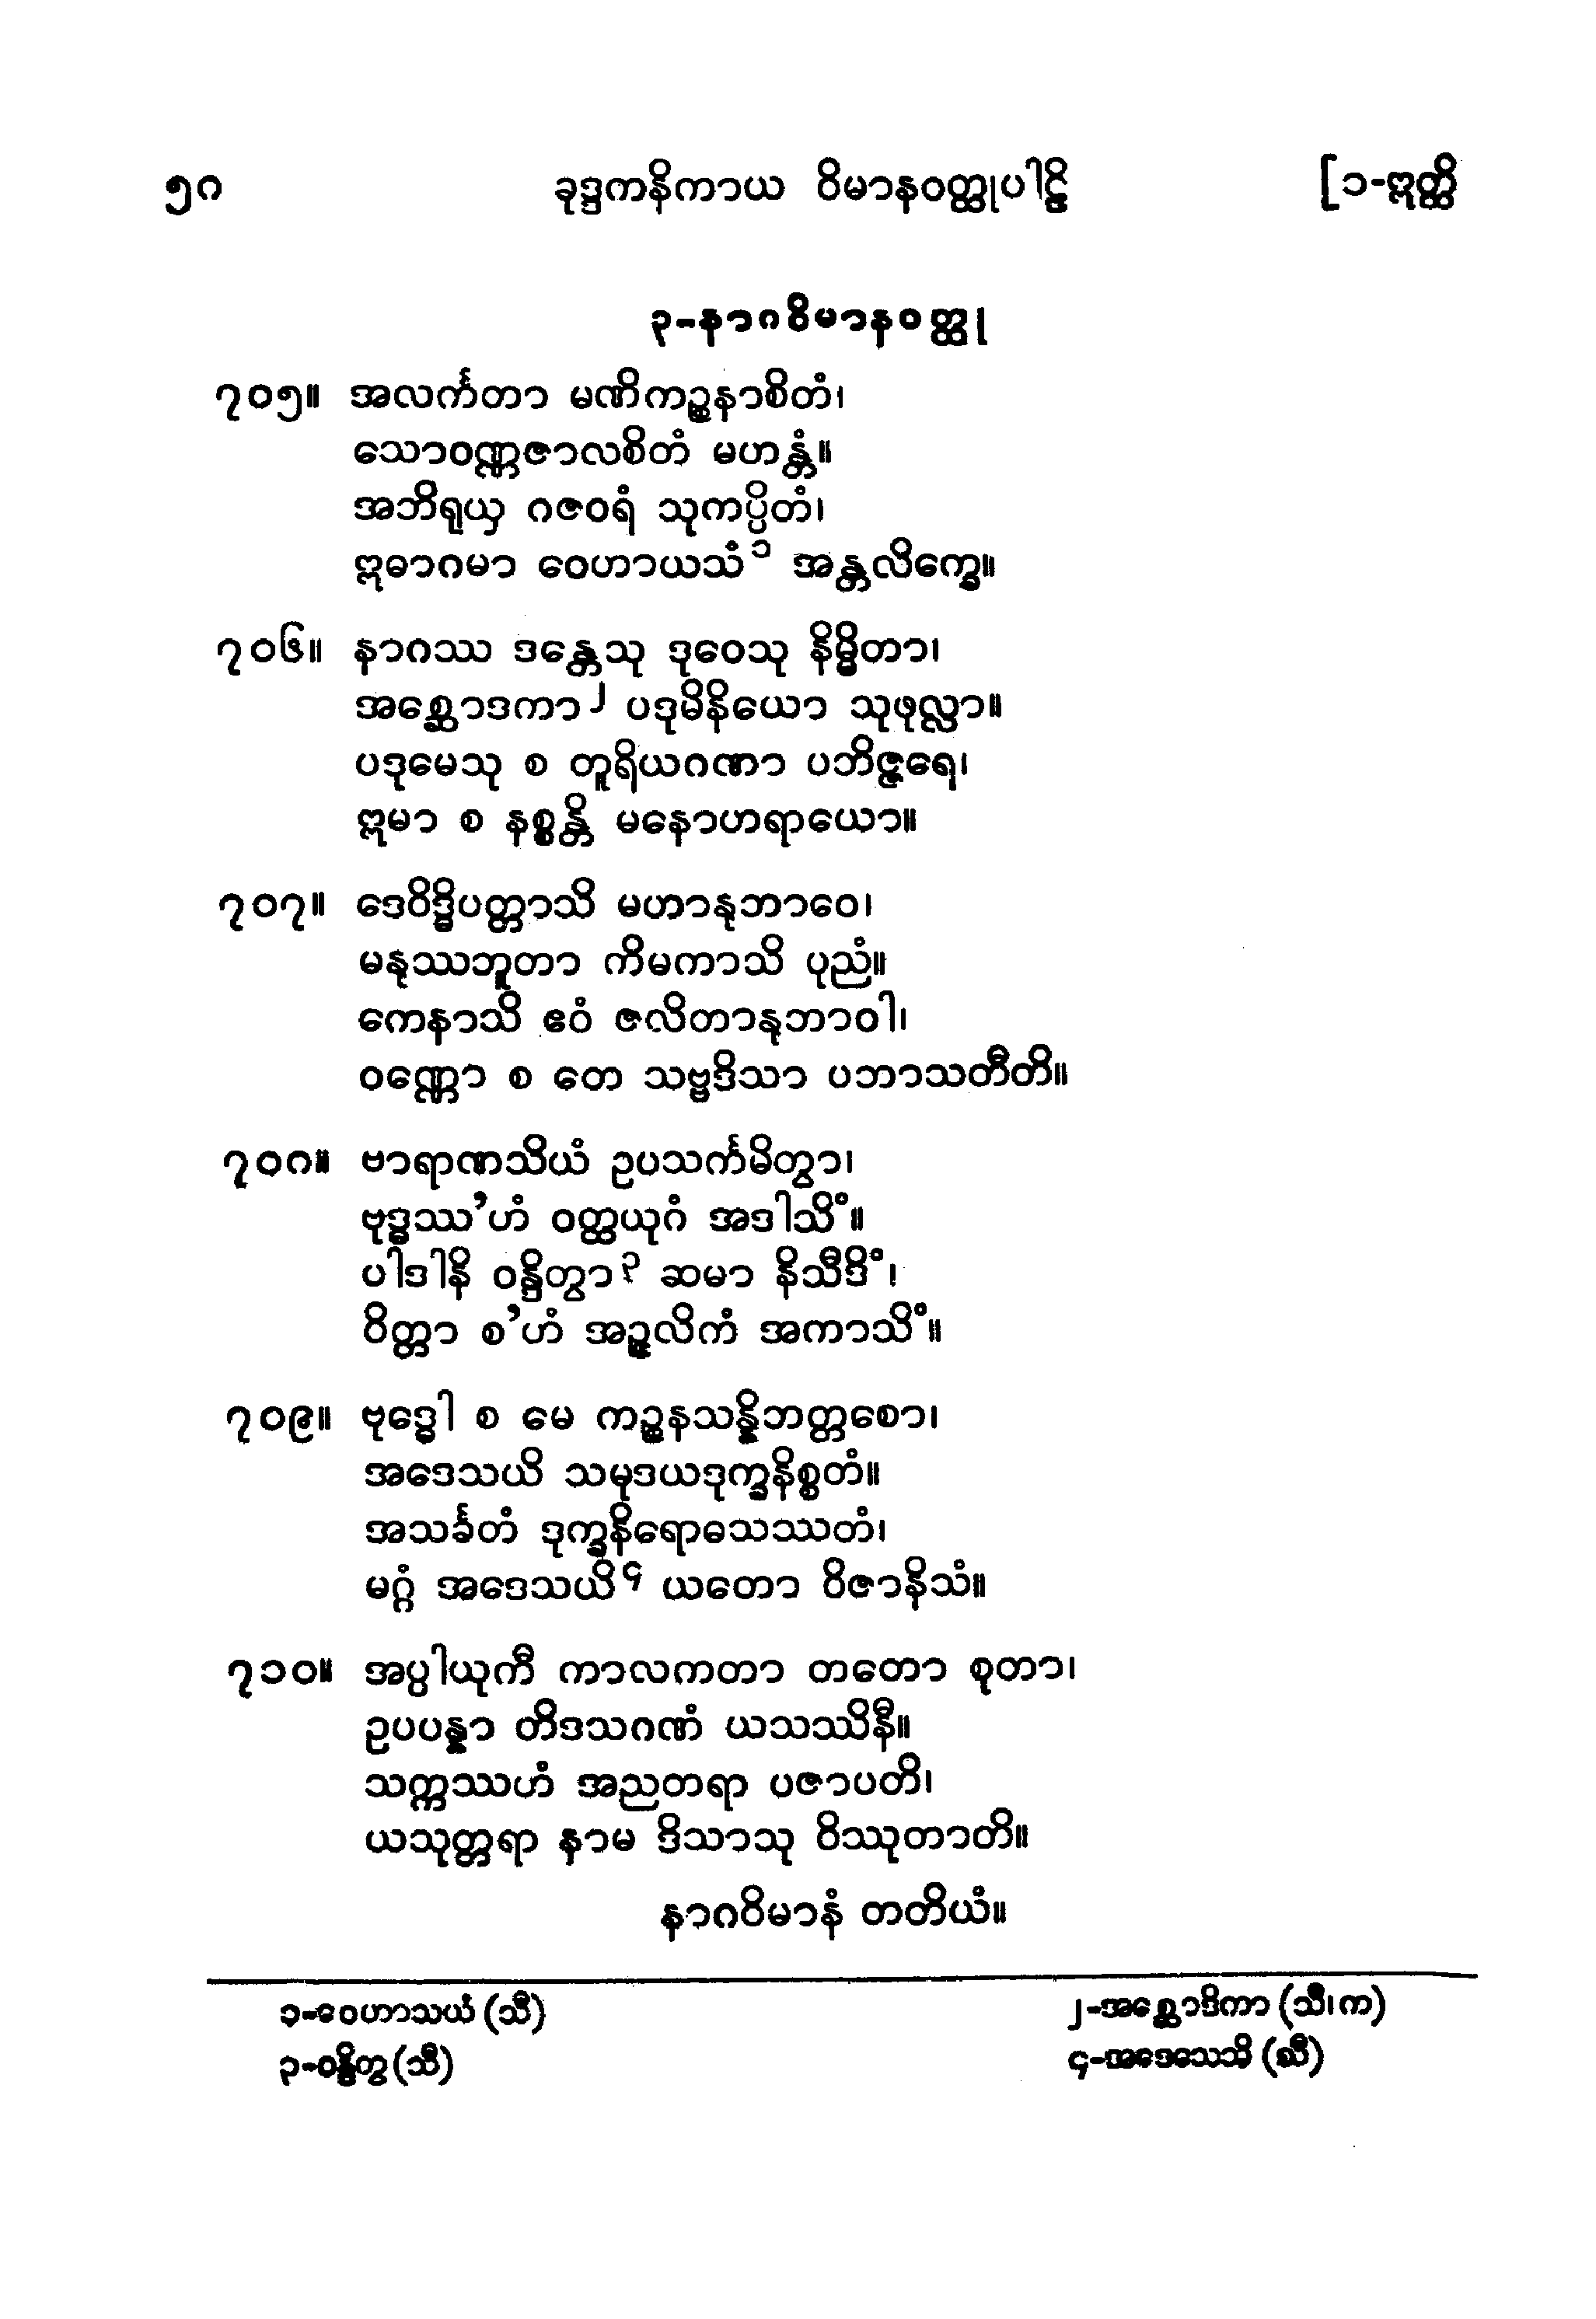 ၅ဂ ခုဒ္ဒကနိကာယ ဝိမာနဝတ္ထုပါဠိ [၁-ဣတ္ထိ
၃-နာဂဝိမာနဝတ္ထု
၇၀၅။ အလင်္ကတာ မဏိကဉ္စနာစိတံ၊
သောဝဏ္ဏဇာလစိတံ မဟန္တံ။
အဘိရုယှ ဂဇဝရံ သုကပ္ပိတံ၊
ဣဓာဂမာ ဝေဟာယသံ၁ အန္တလိက္ခေ။
၇၀၆။ နာဂဿ ဒန္တေသု ဒုဝေသု နိမ္မိတာ၊
အစ္ဆောဒကာ၂ ပဒုမိနိယော သုဖုလ္လာ။
ပဒုမေသု စ တူရိယဂဏာ ပဘိဇ္ဇရေ၊
ဣမာ စ နစ္စန္တိ မနောဟရာယော။
၇၀၇။ ဒေဝိဒ္ဓိပတ္တာသိ မဟာနုဘာဝေ၊
မနုဿဘူတာ ကိမကာသိ ပုညံ။
ကေနာသိ ဧဝံ ဇလိတာနုဘာဝါ၊
ဝဏ္ဏော စ တေ သဗ္ဗဒိသာ ပဘာသတီတိ။
၇၀ဂ။ ဗာရာဏသိယံ ဥပသင်္ကမိတွာ၊
ဗုဒ္ဓဿ’ဟံ ဝတ္ထယုဂံ အဒါသိံ။
ပါဒါနိ ဝန္ဒိတွာ၃ ဆမာ နိသီဒိံ၊
ဝိတ္တာ စ’ဟံ အဉ္ဇလိကံ အကာသိံ။
၇၀၉။ ဗုဒ္ဓေါ စ မေ ကဉ္စနသန္နိဘတ္တစော၊
အဒေသယိ သမုဒယဒုက္ခနိစ္စတံ။
အသင်္ခတံ ဒုက္ခနိရောဓသဿတံ၊
မဂ္ဂံ အဒေသယိ၄ ယတော ဝိဇာနိသံ။
၇၁၀။ အပ္ပါယုကီ ကာလကတာ တတော စုတာ၊
ဥပပန္နာ တိဒသဂဏံ ယသဿိနီ။
သက္ကဿဟံ အညတရာ ပဇာပတိ၊
ယသုတ္တရာ နာမ ဒိသာသု ဝိဿုတာတိ။
နာဂဝိမာနံ တတိယံ။
၁-ဝေဟာသယံ (သီ) ၂-အစ္ဆောဒိကာ (သီ၊ က)
၃-ဝန္ဒိတွ (သီ) ၄-အဒေသေသိ (သီ)